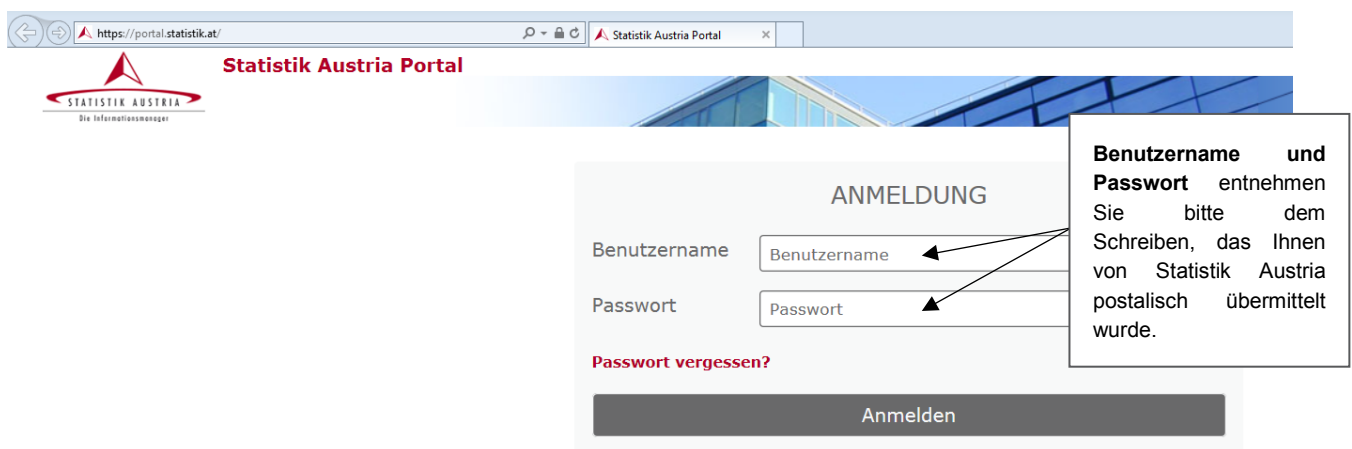 https://portal.statistik.at/
Statistik Austria Portal
Statistik Austria Portal
STATISTIK AUSTRIA
Die Informationsmanager
ANMELDUNG
Benutzername
Benutzername
Passwort
Passwort
Passwort vergessen?
Anmelden
Benutzername und
Passwort entnehmen
Sie bitte dem
Schreiben, das Ihnen
von Statistik Austria
postalisch übermittelt
wurde.